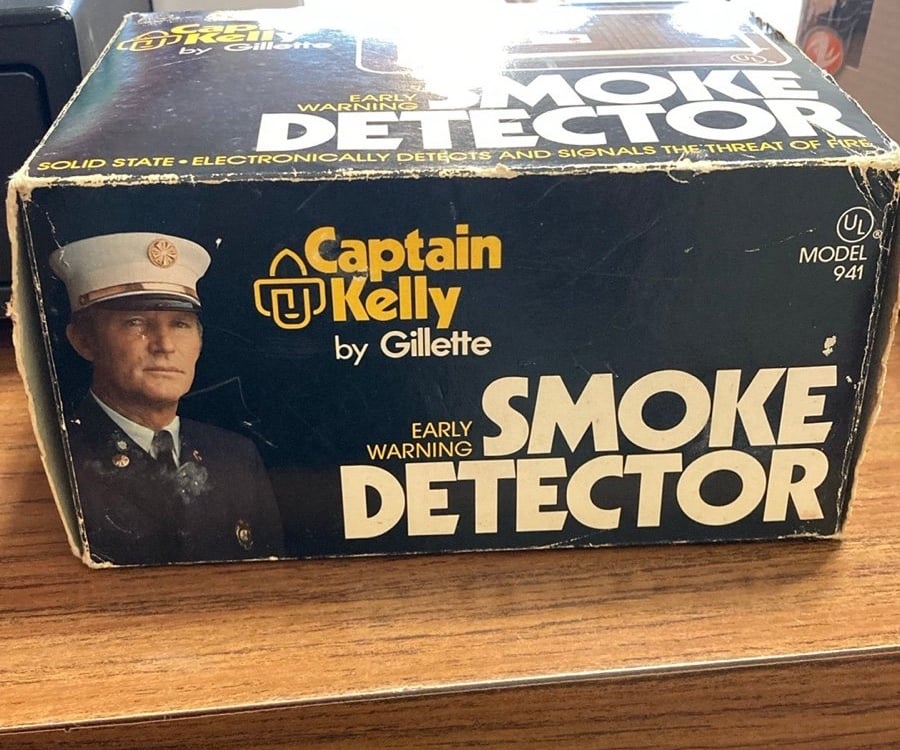 Captain
Kelly
by Gillette
UL
EARLY
WARNING
SMOKE
DETECTOR
SOLID STATE • ELECTRONICALLY DETECTS AND SIGNALS THE THREAT OF FIRE
Captain
Kelly
by Gillette
UL®
MODEL
941
EARLY
WARNING
SMOKE
DETECTOR